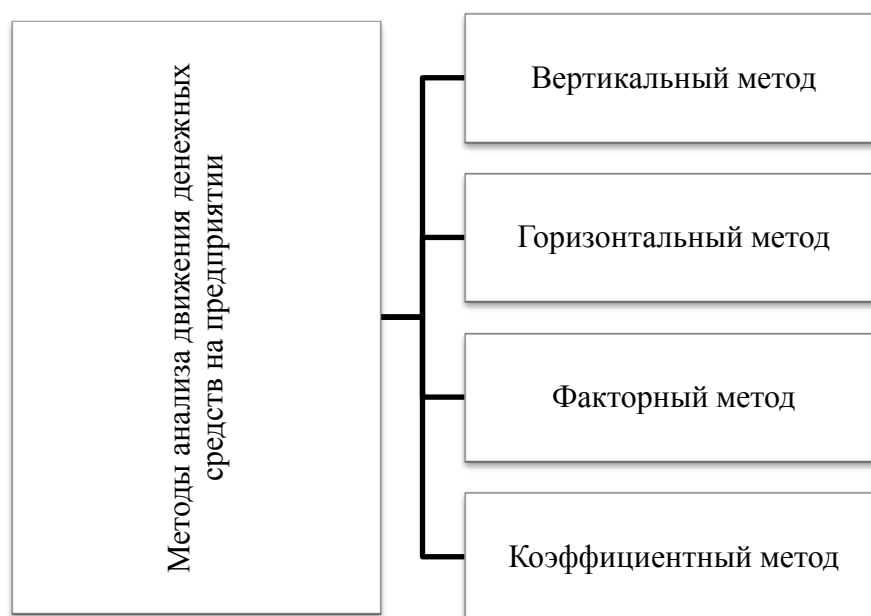 Методы анализа движения денежных
средств на предприятии
Вертикальный метод
Горизонтальный метод
Факторный метод
Коэффициентный метод